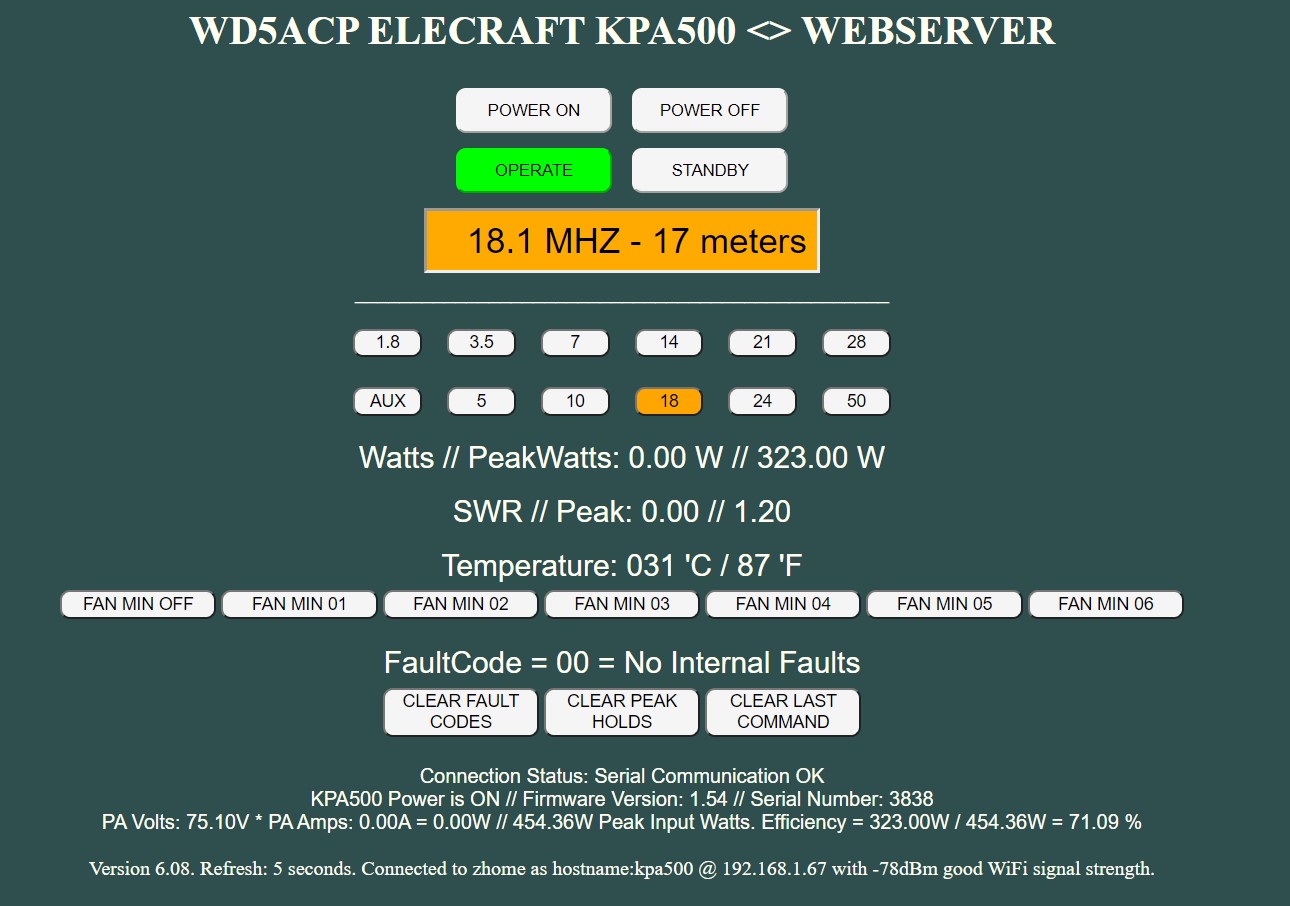 WD5ACP ELECRAFT KPA500 <> WEBSERVER
POWER ON POWER OFF
OPERATE STANDBY
18.1 MHZ - 17 meters
1.8 3.5 7 14 21 28
AUX 5 10 18 24 50
Watts // PeakWatts: 0.00 W // 323.00 W
SWR // Peak: 0.00 // 1.20
Temperature: 031 'C / 87 'F
FAN MIN OFF FAN MIN 01 FAN MIN 02 FAN MIN 03 FAN MIN 04 FAN MIN 05 FAN MIN 06
FaultCode = 00 = No Internal Faults
CLEAR FAULT CODES CLEAR PEAK HOLDS CLEAR LAST COMMAND
Connection Status: Serial Communication OK
KPA500 Power is ON // Firmware Version: 1.54 // Serial Number: 3838
PA Volts: 75.10V * PA Amps: 0.00A = 0.00W // 454.36W Peak Input Watts. Efficiency = 323.00W / 454.36W = 71.09 %
Version 6.08. Refresh: 5 seconds. Connected to zhome as hostname:kpa500 @ 192.168.1.67 with -78dBm good WiFi signal strength.